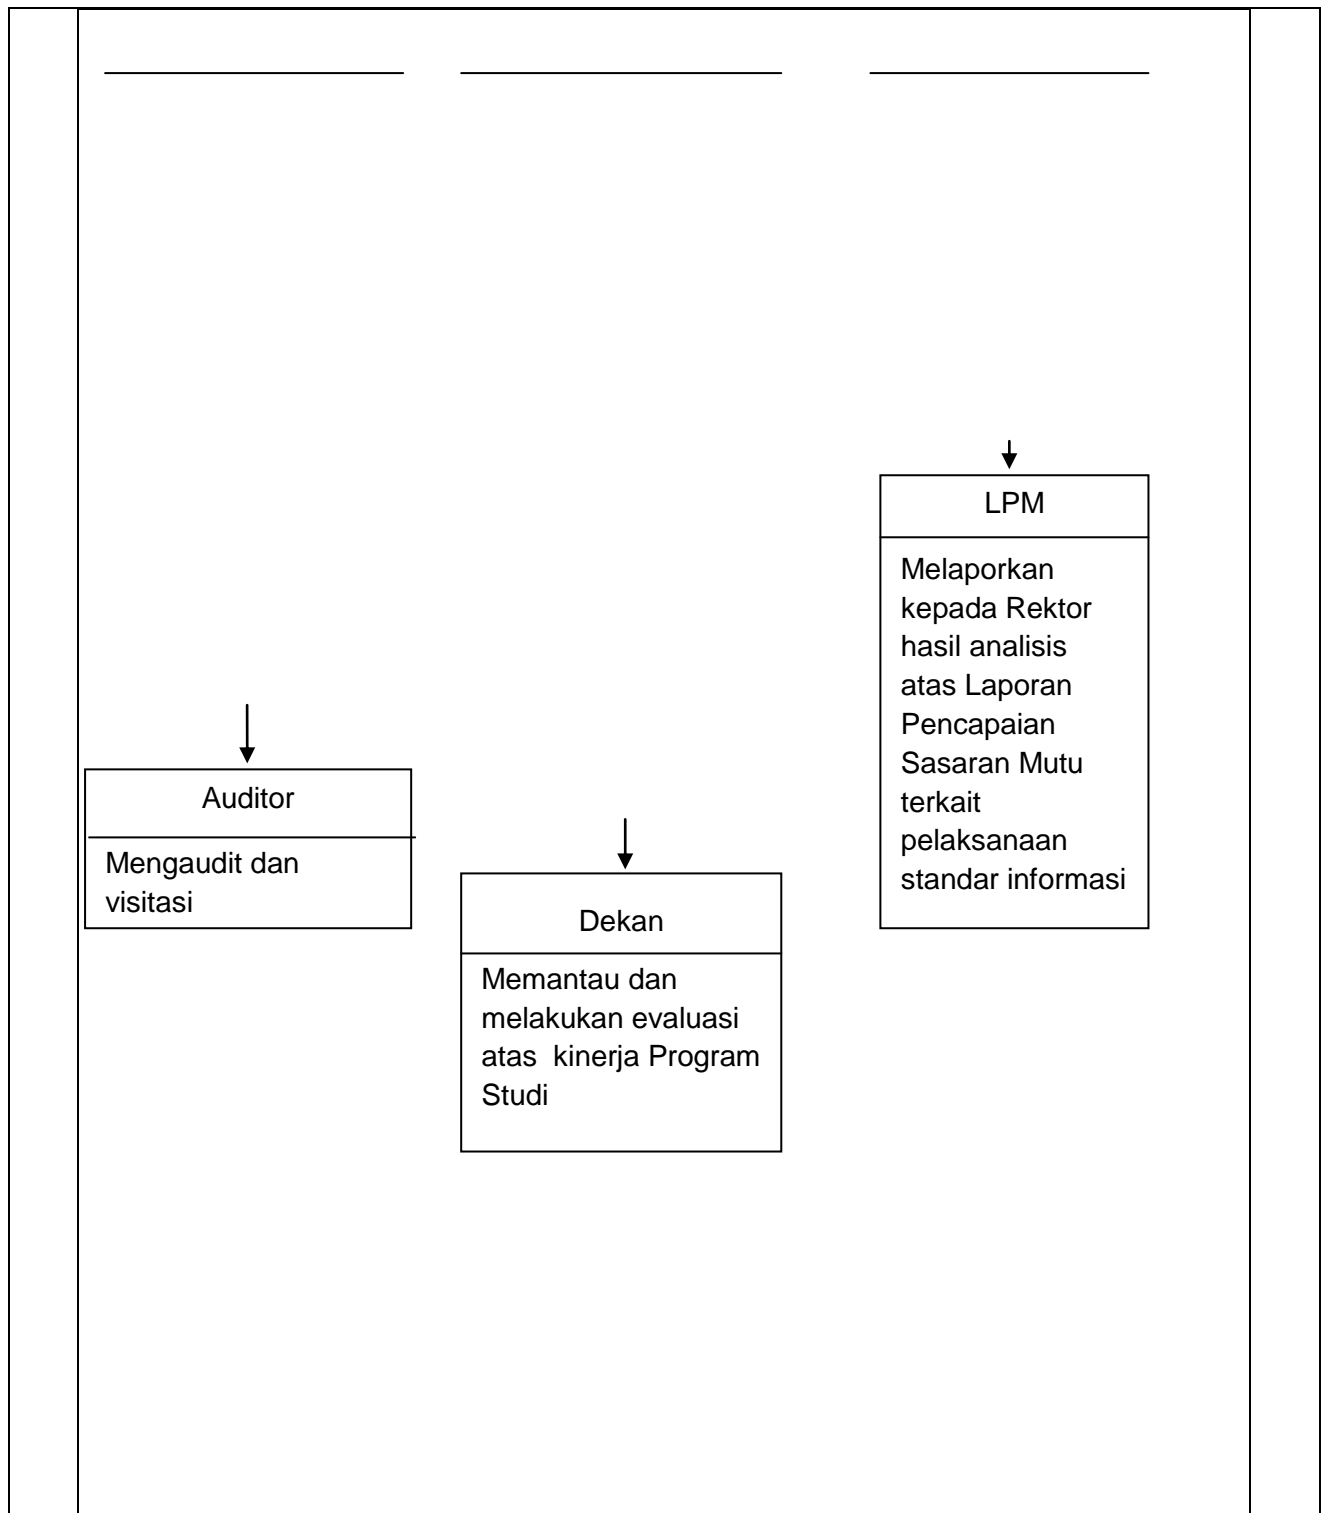 Auditor
Mengaudit dan
visitasi
Dekan
Memantau dan
melakukan evaluasi
atas  kinerja Program
Studi
LPM
Melaporkan
kepada Rektor
hasil analisis
atas Laporan
Pencapaian
Sasaran Mutu
terkait
pelaksanaan
standar informasi